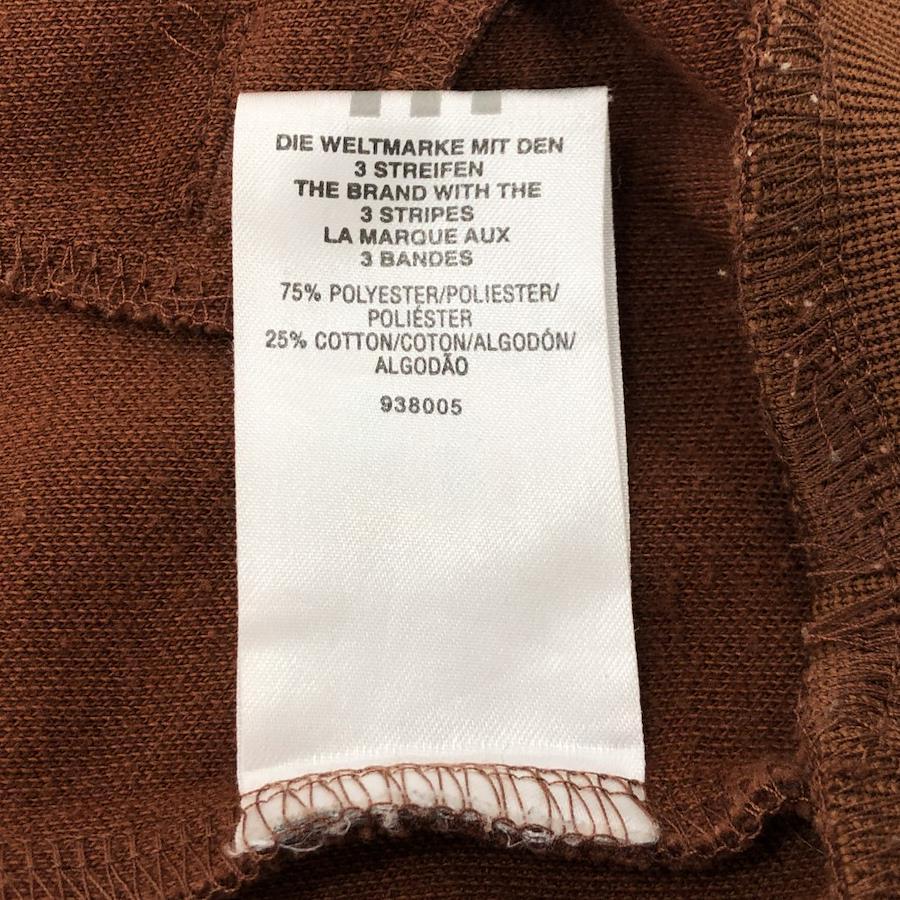 DIE WELTMARKE MIT DEN
3 STREIFEN
THE BRAND WITH THE
3 STRIPES
LA MARQUE AUX
3 BANDES
75% POLYESTER/POLIESTER/
POLIÉSTER
25% COTTON/COTON/ALGODÓN/
ALGODÃO
938005